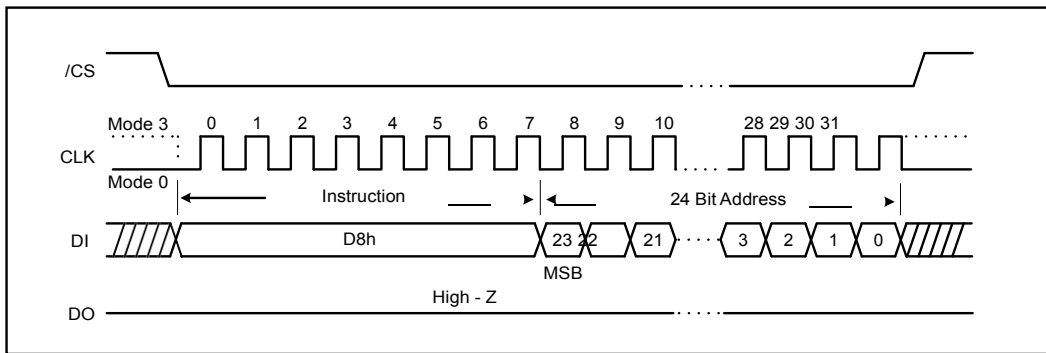 /CS
Mode 3 0 1 2 3 4 5 6 7 8 9 10 28 29 30 31
CLK
Mode 0
Instruction 24 Bit Address
DI D8h 23 22 21 3 2 1 0
MSB
High - Z
DO